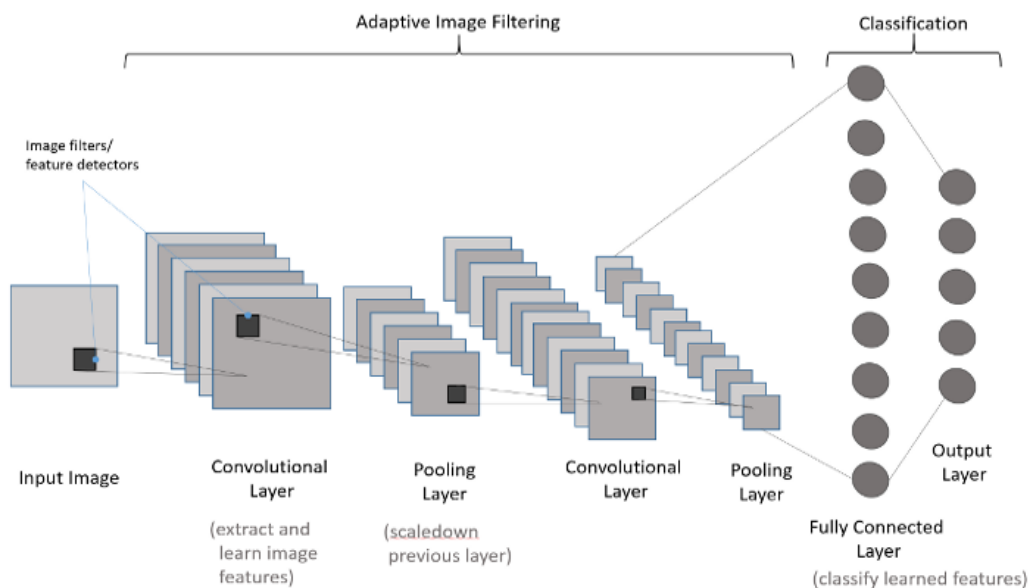 Adaptive Image Filtering
Classification
Image filters/
feature detectors
Input Image
Convolutional
Layer
(extract and
learn image
features)
Pooling
Layer
(scaledown
previous layer)
Convolutional
Layer
Pooling
Layer
Fully Connected
Layer
(classify learned features)
Output
Layer